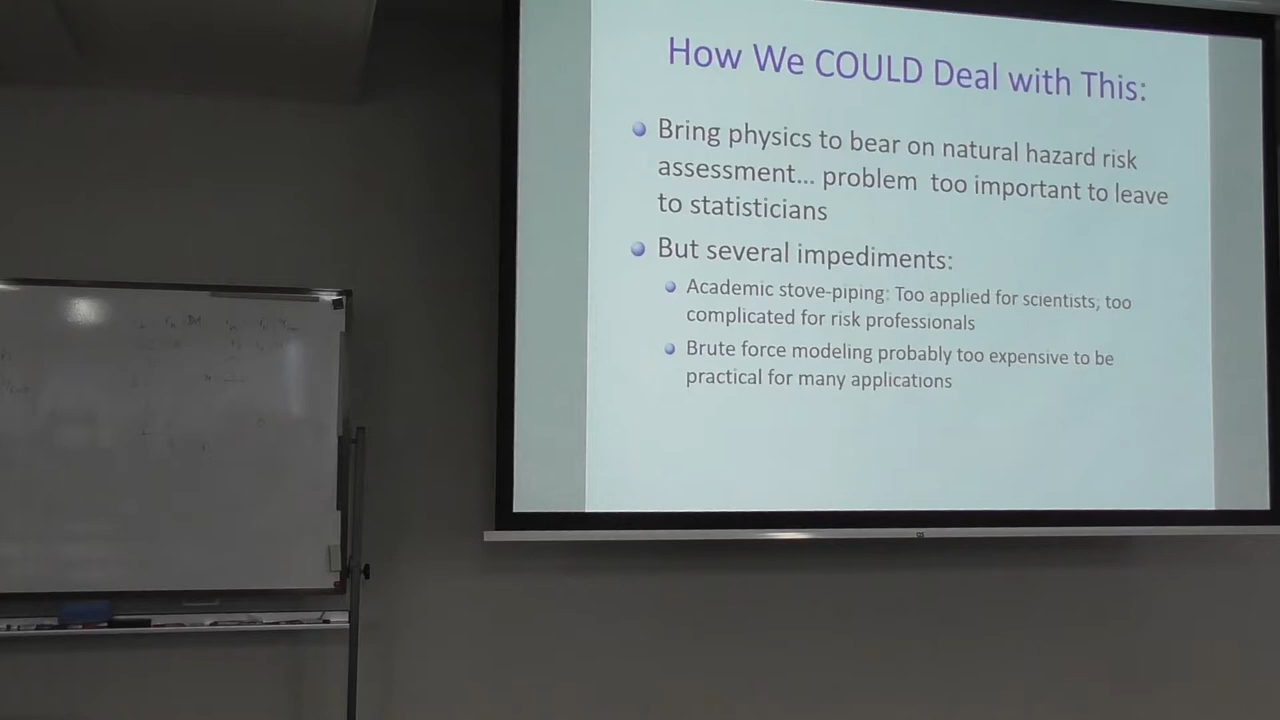 How We COULD Deal with This:
Bring physics to bear on natural hazard risk
assessment... problem too important to leave
to statisticians
But several impediments:
Academic stove-piping: Too applied for scientists; too
complicated for risk professionals
Brute force modeling probably too expensive to be
practical for many applications